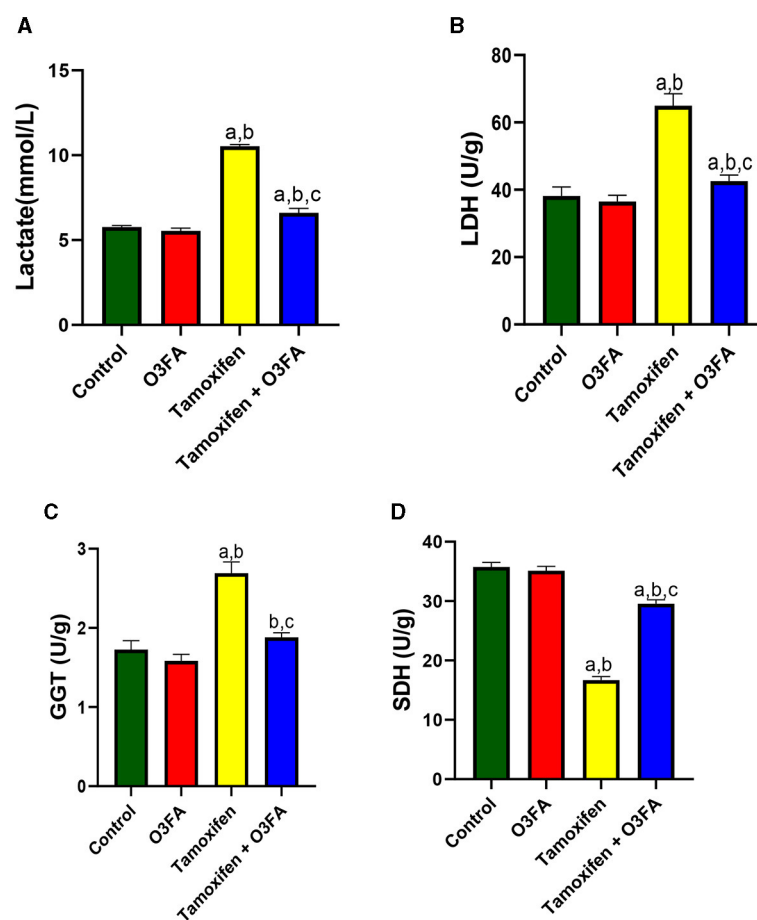 A
Lactate(mmol/L)
15
10
5
0
a,b
a,b,c
Control
O3FA
Tamoxifen
Tamoxifen + O3FA
B
LDH (U/g)
80
60
40
20
0
a,b
a,b,c
Control
O3FA
Tamoxifen
Tamoxifen + O3FA
C
GGT (U/g)
3
2
1
0
a,b
b,c
Control
O3FA
Tamoxifen
Tamoxifen + O3FA
D
SDH (U/g)
40
30
20
10
0
a,b
a,b,c
Control
O3FA
Tamoxifen
Tamoxifen + O3FA